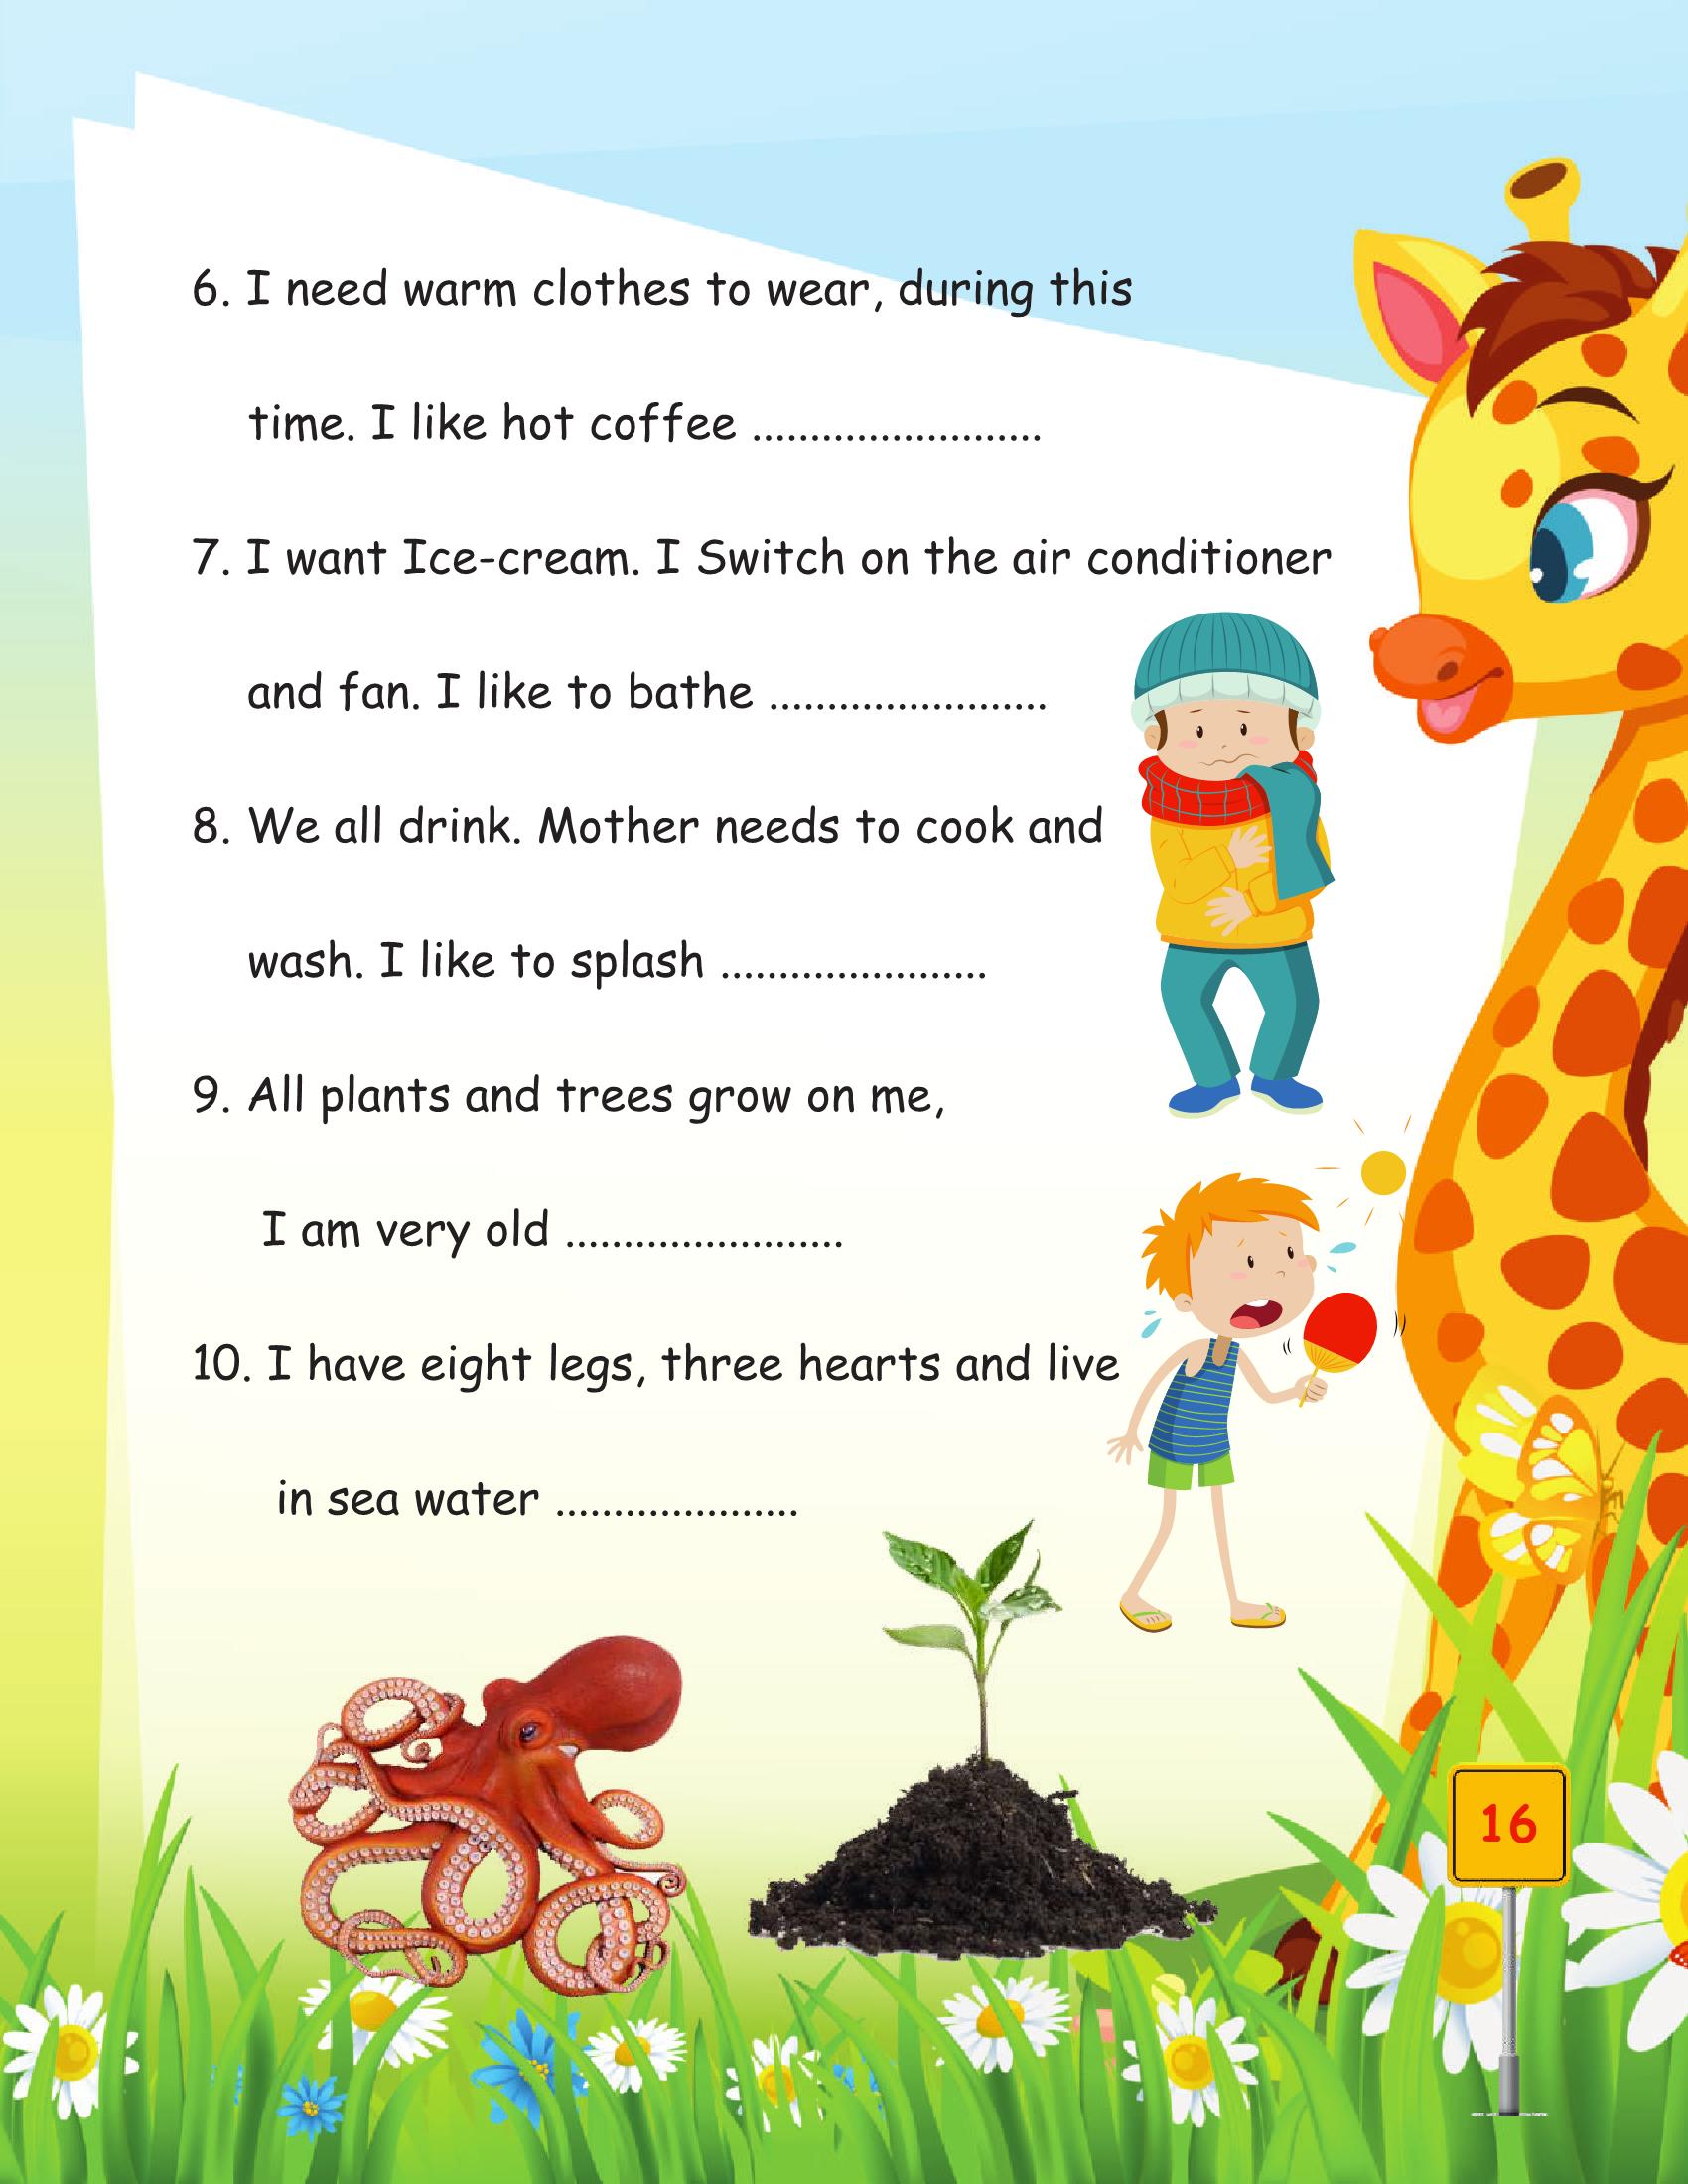 6. I need warm clothes to wear, during this
time. I like hot coffee .........................
7. I want Ice-cream. I Switch on the air conditioner
and fan. I like to bathe ........................
8. We all drink. Mother needs to cook and
wash. I like to splash .......................
9. All plants and trees grow on me,
I am very old ........................
10. I have eight legs, three hearts and live
in sea water .....................
16